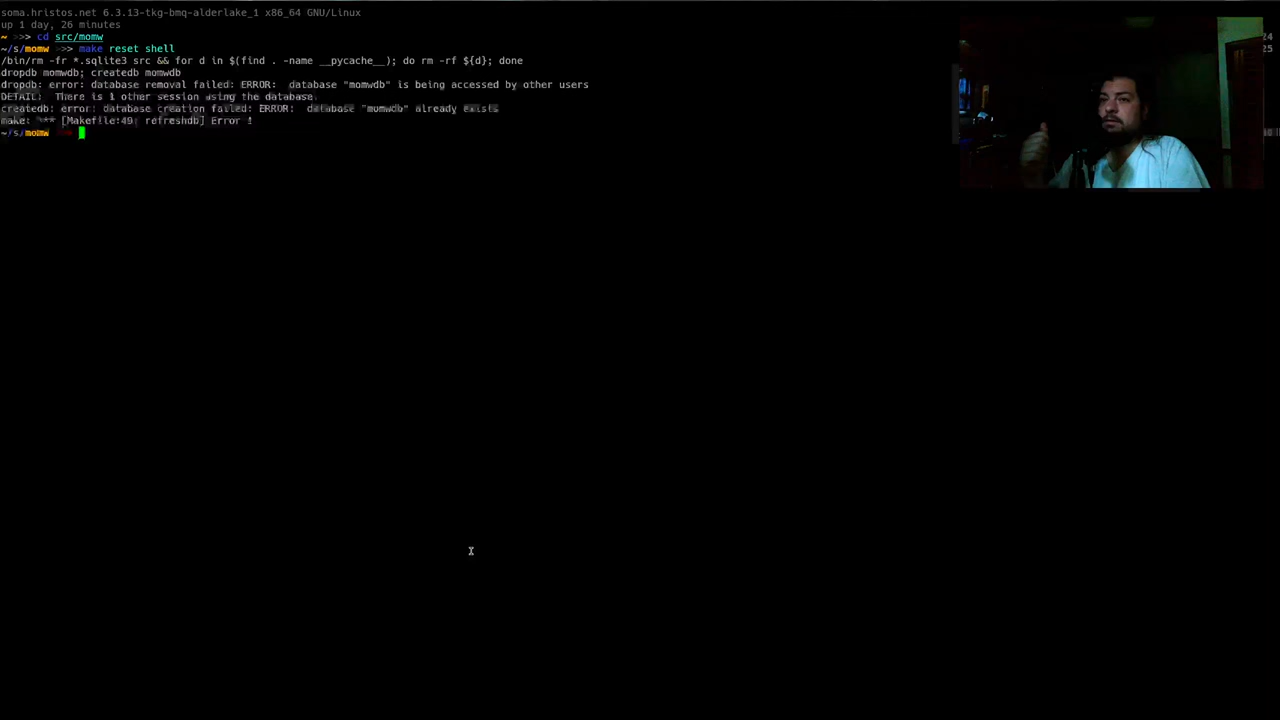 soma.hristos.net 6.3.13-tkg-bmq-alderlake_1 x86_64 GNU/Linux
up 1 day, 26 minutes
~ >>> cd src/momw
~/s/momw >>> make reset shell
/bin/rm -fr *.sqlite3 src && for d in $(find . -name __pycache__); do rm -rf ${d}; done
dropdb momwdb; createdb momwdb
dropdb: error: database removal failed: ERROR:  database "momwdb" is being accessed by other users
DETAIL:  There is 1 other session using the database.
createdb: error: database creation failed: ERROR:  database "momwdb" already exists
make: *** [Makefile:49: refreshdb] Error 1
~/s/momw
24
25